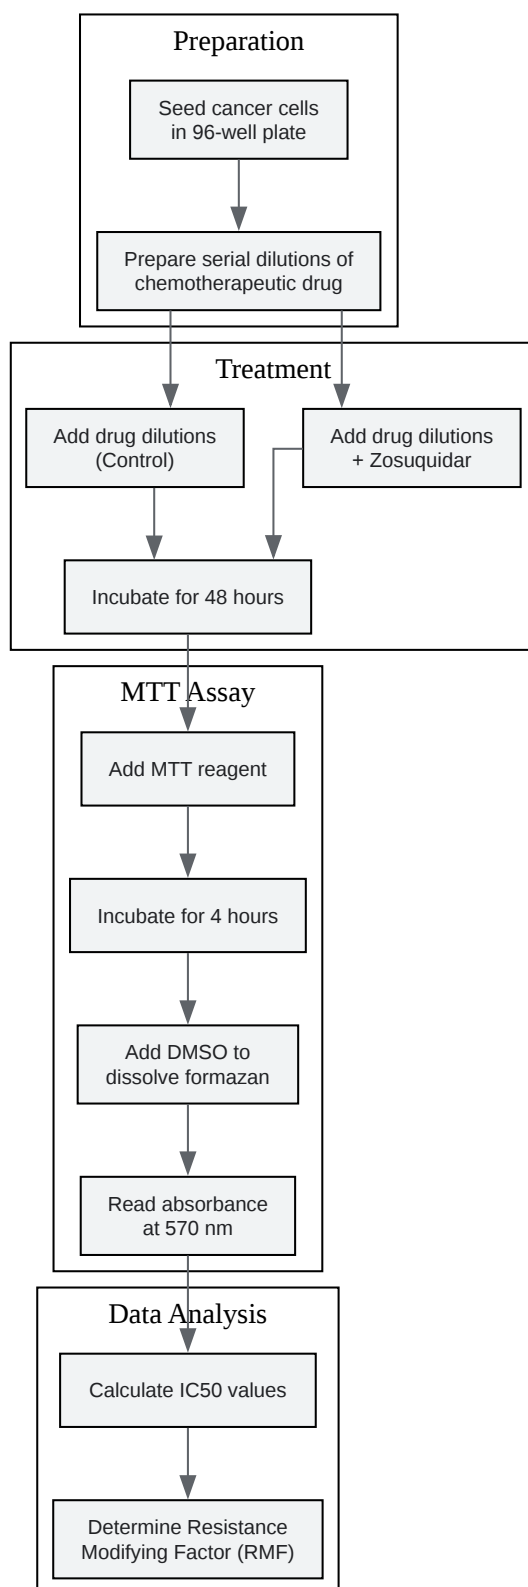 Preparation
Seed cancer cells
in 96-well plate
Prepare serial dilutions of
chemotherapeutic drug
Treatment
Add drug dilutions
(Control)
Add drug dilutions
+ Zosuquidar
Incubate for 48 hours
MTT Assay
Add MTT reagent
Incubate for 4 hours
Add DMSO to
dissolve formazan
Read absorbance
at 570 nm
Data Analysis
Calculate IC50 values
Determine Resistance
Modifying Factor (RMF)